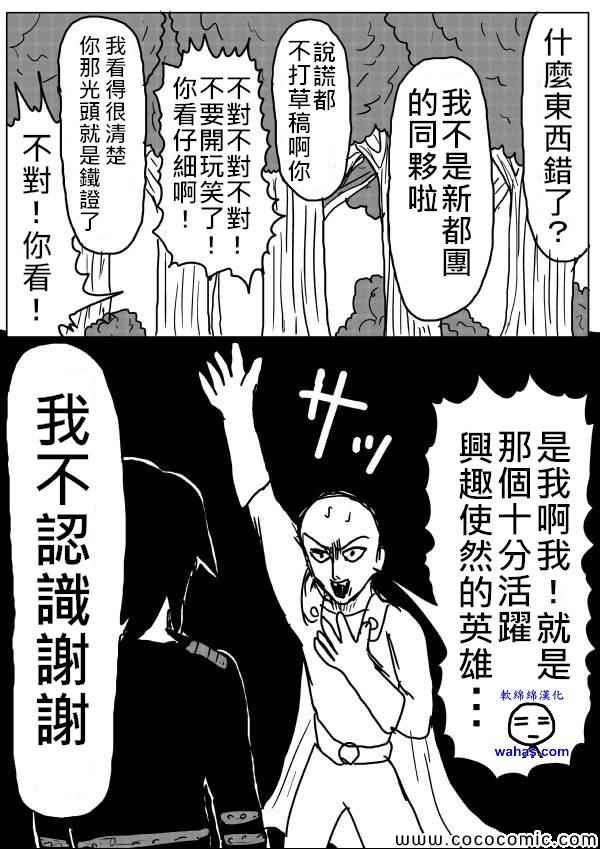 什麼東西錯了？
我不是新都團
的同夥啦
說謊都
不打草稿啊你
不對不對不對！
不要開玩笑了！
你看仔細啊！
我看得很清楚
你那光頭就是鐵證了
不對！你看！
是我啊我！就是
那個十分活躍
興趣使然的英雄…
サッ
我不認識謝謝
軟綿綿漢化
wahas.com
www.cococomic.com